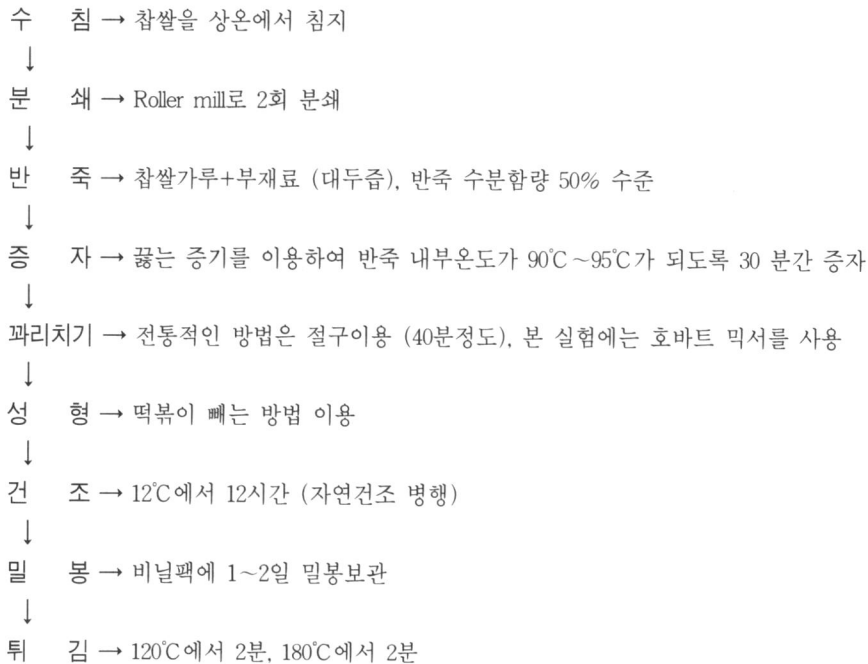 수 침 → 찹쌀을 상온에서 침지
↓
분 쇄 → Roller mill로 2회 분쇄
↓
반 죽 → 찹쌀가루+부재료 (대두즙), 반죽 수분함량 50% 수준
↓
증 자 → 끓는 증기를 이용하여 반죽 내부온도가 90℃~95℃가 되도록 30 분간 증자
↓
꽈리치기 → 전통적인 방법은 절구이용 (40분정도), 본 실험에는 호바트 믹서를 사용
↓
성 형 → 떡볶이 빼는 방법 이용
↓
건 조 → 12℃에서 12시간 (자연건조 병행)
↓
밀 봉 → 비닐팩에 1~2일 밀봉보관
↓
튀 김 → 120℃에서 2분, 180℃에서 2분